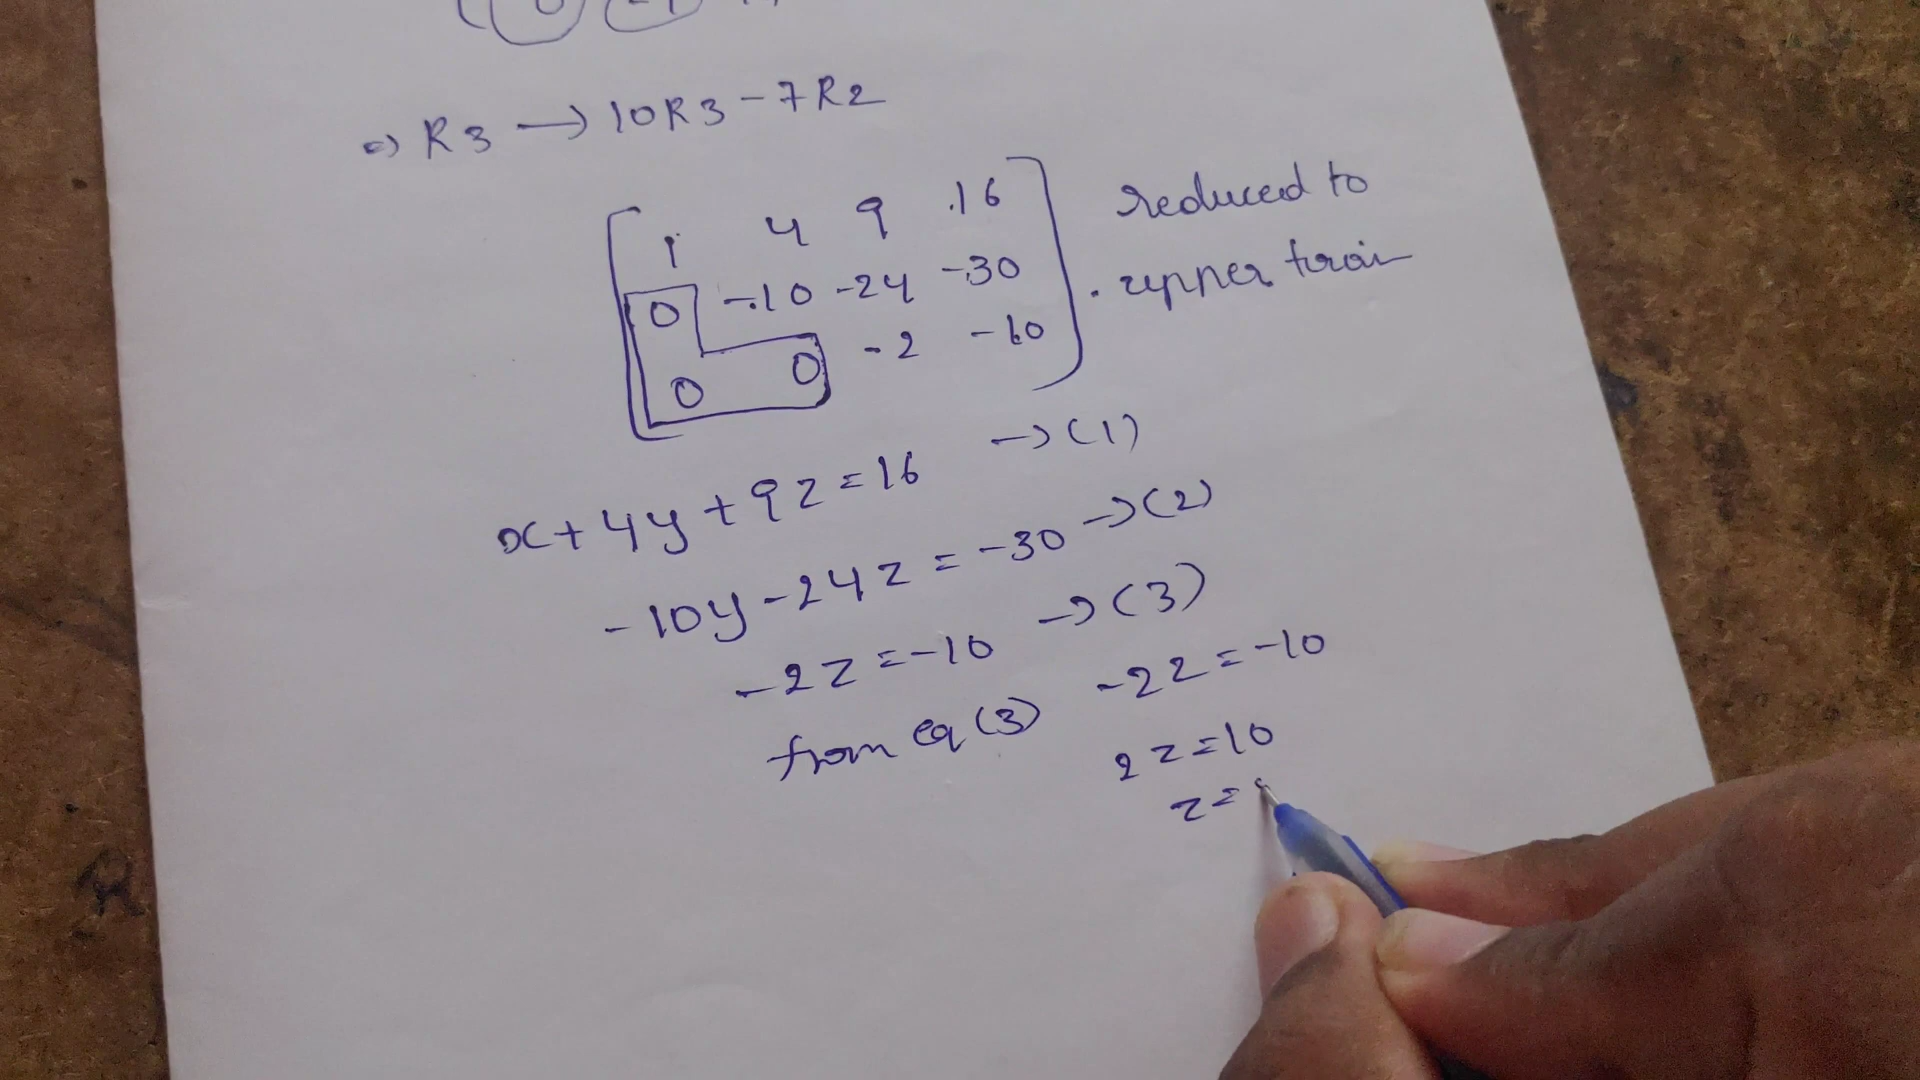 => R3 → 10R3 - 7R2
1 4 9 16
0 -10 -24 -30
0 0 -2 -10
reduced to
upper
x + 4y + 9z = 16 → (1)
-10y - 24z = -30 → (2)
-2z = -10 → (3)
from eq (3) -2z = -10
2z = 10
z =